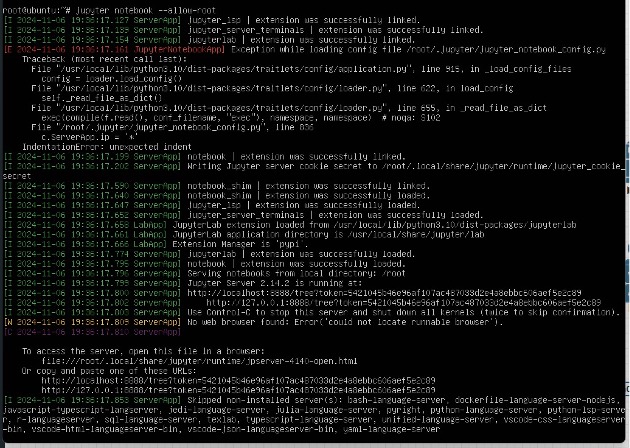 root@ubuntu:~# jupyter notebook --allow-root
[I 2024-11-06 19:36:17.127 ServerApp] jupyter_lsp | extension was successfully linked.
[I 2024-11-06 19:36:17.135 ServerApp] jupyter_server_terminals | extension was successfully linked.
[I 2024-11-06 19:36:17.154 ServerApp] jupyterlab | extension was successfully linked.
[E 2024-11-06 19:36:17.161 JupyterNotebookApp] Exception while loading config file /root/.jupyter/jupyter_notebook_config.py
Traceback (most recent call last):
File "/usr/local/lib/python3.10/dist-packages/traitlets/config/application.py", line 915, in _load_config_files
config = loader.load_config()
File "/usr/local/lib/python3.10/dist-packages/traitlets/config/loader.py", line 622, in load_config
self._read_file_as_dict()
File "/usr/local/lib/python3.10/dist-packages/traitlets/config/loader.py", line 655, in _read_file_as_dict
exec(compile(f.read(), conf_filename, "exec"), namespace, namespace)  # noqa: S102
File "/root/.jupyter/jupyter_notebook_config.py", line 836
c.ServerApp.ip = '*'
IndentationError: unexpected indent
[I 2024-11-06 19:36:17.199 ServerApp] notebook | extension was successfully linked.
[I 2024-11-06 19:36:17.202 ServerApp] Writing Jupyter server cookie secret to /root/.local/share/jupyter/runtime/jupyter_cookie_
secret
[I 2024-11-06 19:36:17.590 ServerApp] notebook_shim | extension was successfully linked.
[I 2024-11-06 19:36:17.640 ServerApp] notebook_shim | extension was successfully loaded.
[I 2024-11-06 19:36:17.647 ServerApp] jupyter_lsp | extension was successfully loaded.
[I 2024-11-06 19:36:17.652 ServerApp] jupyter_server_terminals | extension was successfully loaded.
[I 2024-11-06 19:36:17.658 LabApp] JupyterLab extension loaded from /usr/local/lib/python3.10/dist-packages/jupyterlab
[I 2024-11-06 19:36:17.661 LabApp] JupyterLab application directory is /usr/local/share/jupyter/lab
[I 2024-11-06 19:36:17.666 LabApp] Extension Manager is 'pypi'.
[I 2024-11-06 19:36:17.774 ServerApp] jupyterlab | extension was successfully loaded.
[I 2024-11-06 19:36:17.795 ServerApp] notebook | extension was successfully loaded.
[I 2024-11-06 19:36:17.796 ServerApp] Serving notebooks from local directory: /root
[I 2024-11-06 19:36:17.799 ServerApp] Jupyter Server 2.14.2 is running at:
[I 2024-11-06 19:36:17.800 ServerApp] http://localhost:8888/tree?token=5421045b46e96af107ac487033d2e4a8ebbc606aef5e2c89
[I 2024-11-06 19:36:17.802 ServerApp]     http://127.0.0.1:8888/tree?token=5421045b46e96af107ac487033d2e4a8ebbc606aef5e2c89
[I 2024-11-06 19:36:17.803 ServerApp] Use Control-C to stop this server and shut down all kernels (twice to skip confirmation).
[W 2024-11-06 19:36:17.809 ServerApp] No web browser found: Error('could not locate runnable browser').
[C 2024-11-06 19:36:17.810 ServerApp]
To access the server, open this file in a browser:
file:///root/.local/share/jupyter/runtime/jpserver-4140-open.html
Or copy and paste one of these URLs:
http://localhost:8888/tree?token=5421045b46e96af107ac487033d2e4a8ebbc606aef5e2c89
http://127.0.0.1:8888/tree?token=5421045b46e96af107ac487033d2e4a8ebbc606aef5e2c89
[I 2024-11-06 19:36:17.853 ServerApp] Skipped non-installed server(s): bash-language-server, dockerfile-language-server-nodejs,
javascript-typescript-langserver, jedi-language-server, julia-language-server, pyright, python-language-server, python-lsp-serve
r, r-languageserver, sql-language-server, texlab, typescript-language-server, unified-language-server, vscode-css-languageserver
-bin, vscode-html-languageserver-bin, vscode-json-languageserver-bin, yaml-language-server